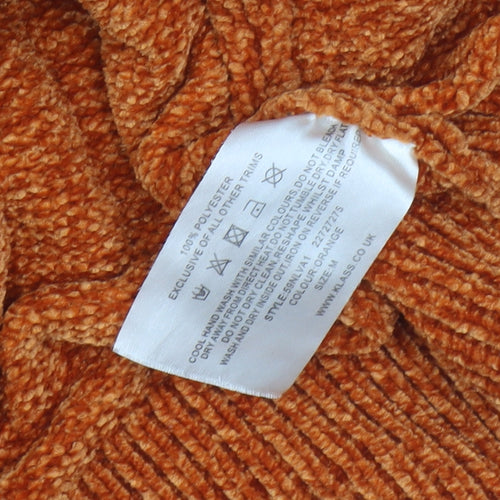 100% POLYESTER
EXCLUSIVE OF ALL OTHER TRIMS
COOL HAND WASH WITH SIMILAR COLOURS, DO NOT BLEACH
DRY AWAY FROM DIRECT HEAT DO NOT TUMBLE DRY, DRY FLAT
DO NOT DRY CLEAN, RESHAPE WHILST DAMP
WASH AND DRY INSIDE OUT, IRON ON REVERSE IF REQUIRED
STYLE:59NLVA1 22727275
COLOUR ORANGE
SIZE: M
WWW.KLASS.CO.UK